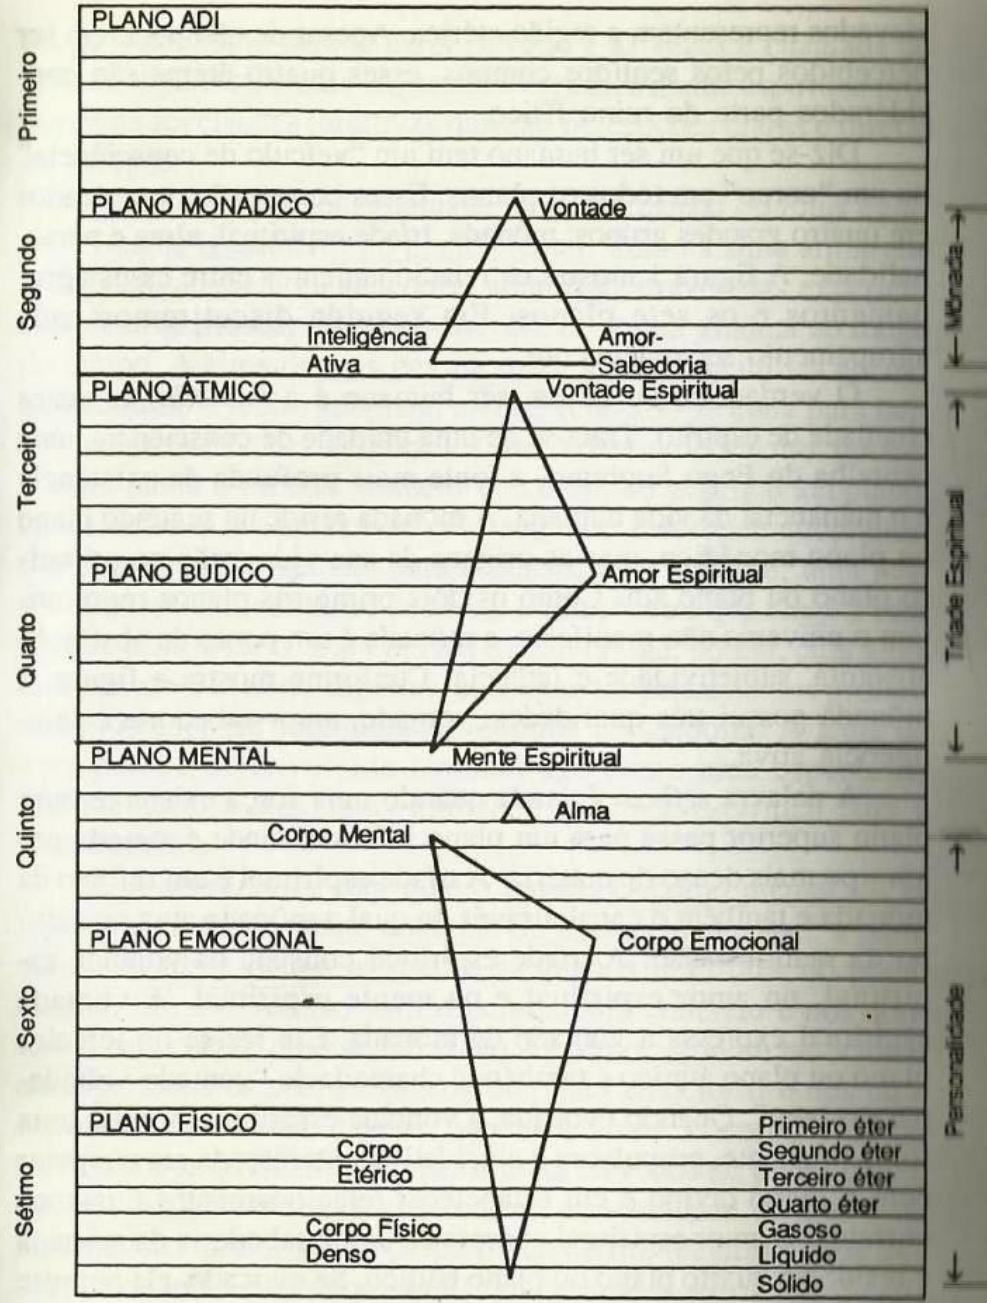 PLANO ADI
Primeiro
PLANO MONÁDICO
Vontade
Segundo
Mônada
Inteligência
Ativa
Amor-
Sabedoria
PLANO ÁTMICO
Vontade Espiritual
Terceiro
Tríade Espiritual
PLANO BÚDICO
Amor Espiritual
Quarto
PLANO MENTAL
Mente Espiritual
Quinto
Alma
Corpo Mental
PLANO EMOCIONAL
Corpo Emocional
Sexto
Personalidade
PLANO FÍSICO
Primeiro éter
Corpo
Etérico
Segundo éter
Terceiro éter
Quarto éter
Sétimo
Corpo Físico
Denso
Gasoso
Líquido
Sólido